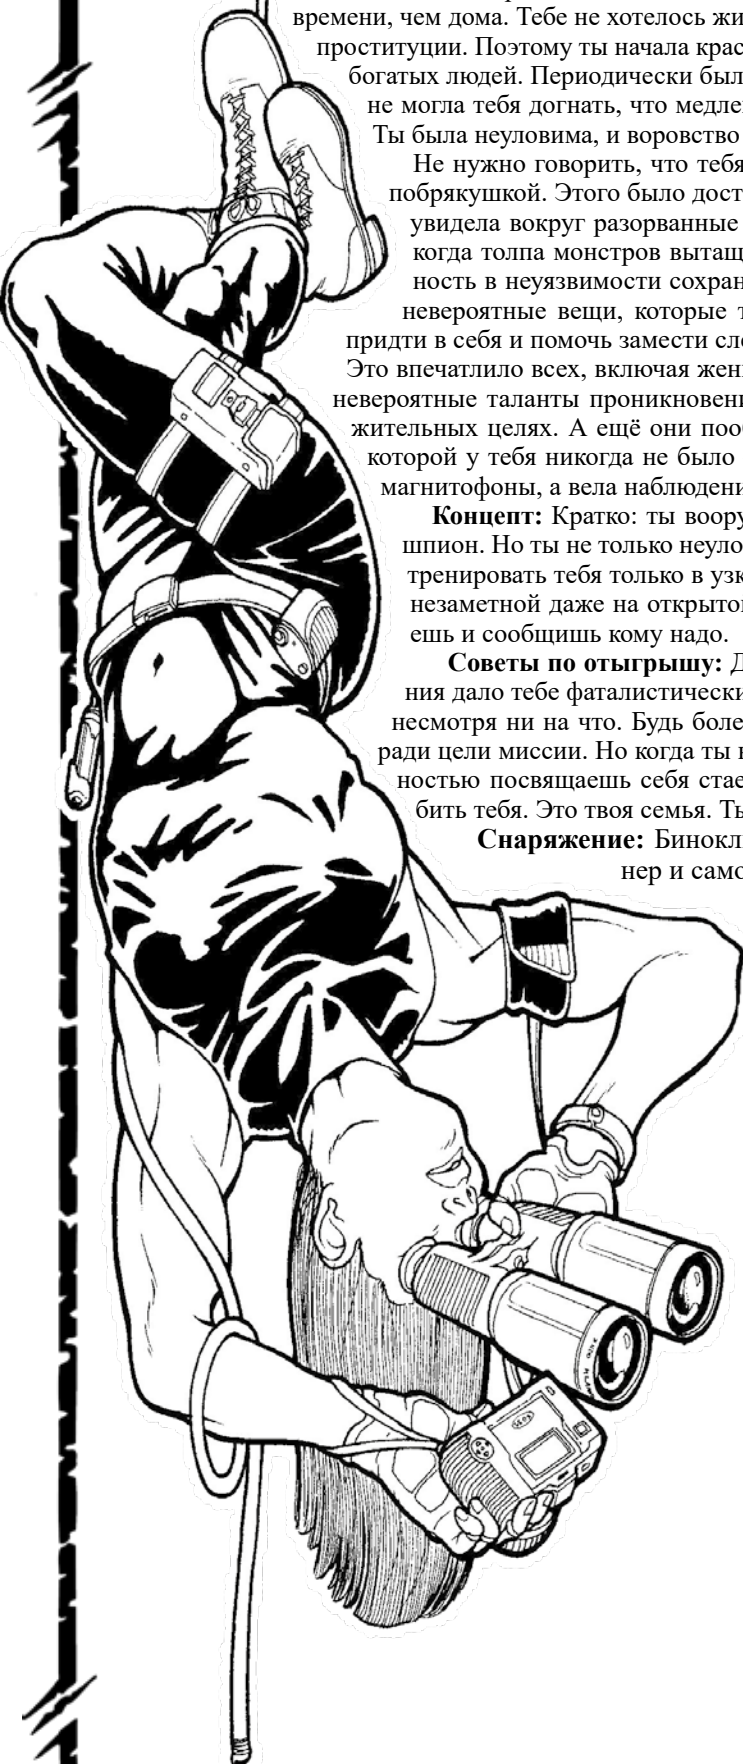 времени, чем дома. Тебе не хотелось жи
проституции. Поэтому ты начала крас
богатых людей. Периодически был
не могла тебя догнать, что медле
Ты была неуловима, и воровство
Не нужно говорить, что тебя
побрякушкой. Этого было дост
увидела вокруг разорванные
когда толпа монстров вытащ
ность в неуязвимости сохран
невероятные вещи, которые т
придти в себя и помочь замести сле
Это впечатлило всех, включая жен
невероятные таланты проникновени
жительных целях. А ещё они поо
которой у тебя никогда не было
магнитофоны, а вела наблюдени
Концепт: Кратко: ты воору
шпион. Но ты не только неуло
тренировать тебя только в узк
незаметной даже на открыто
ешь и сообщишь кому надо.
Советы по отыгрышу: Д
ния дало тебе фаталистически
несмотря ни на что. Будь боле
ради цели миссии. Но когда ты
ностью посвящаешь себя стае
бить тебя. Это твоя семья. Ты
Снаряжение: Бинокл
нер и само